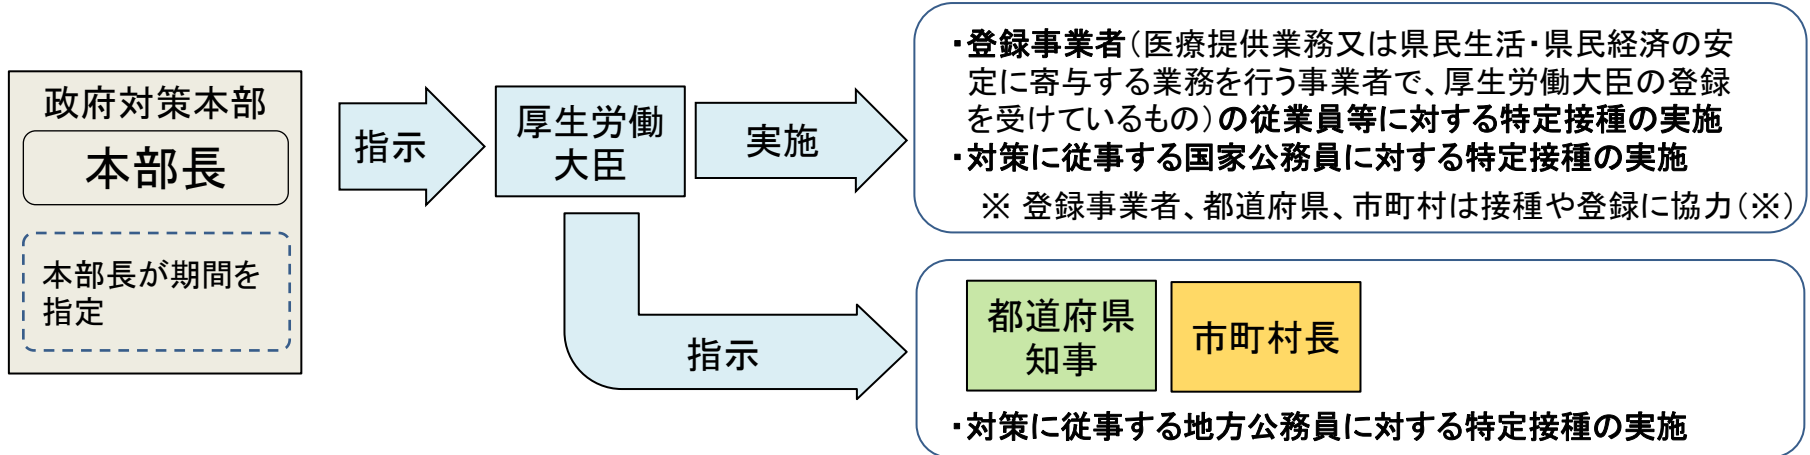 政府対策本部
本部長
本部長が期間を
指定
指示
厚生労働
大臣
実施
・登録事業者（医療提供業務又は県民生活・県民経済の安
定に寄与する業務を行う事業者で、厚生労働大臣の登録
を受けているもの）の従業員等に対する特定接種の実施
・対策に従事する国家公務員に対する特定接種の実施
※ 登録事業者、都道府県、市町村は接種や登録に協力（※）
指示
都道府県
知事
市町村長
・対策に従事する地方公務員に対する特定接種の実施